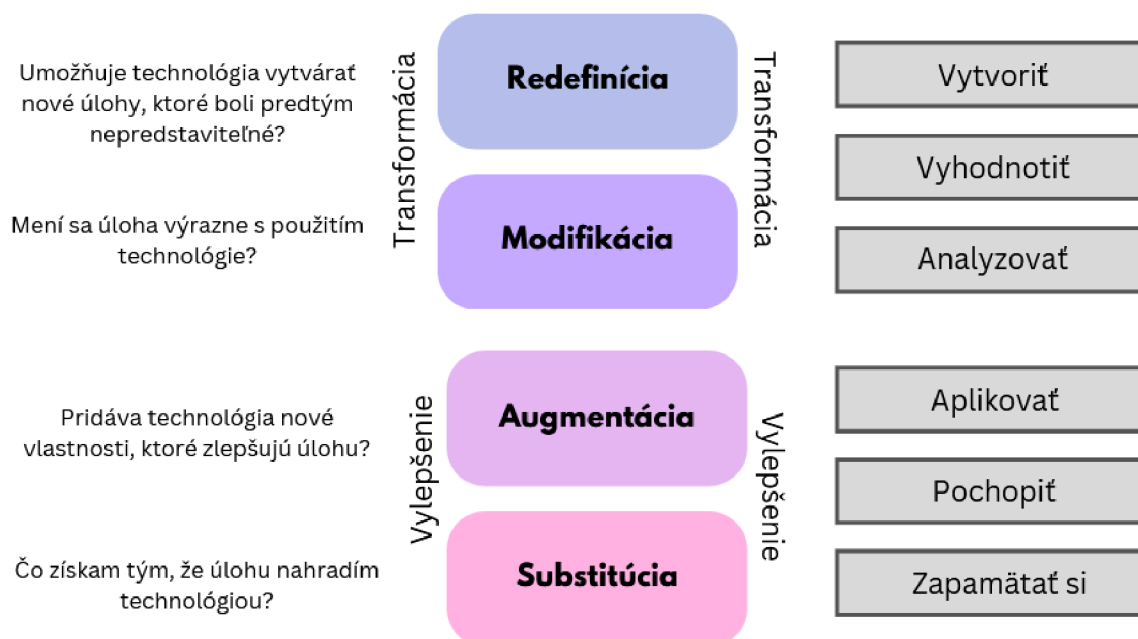 Umožňuje technológia vytvárať
nové úlohy, ktoré boli predtým
nepredstaviteľné?
Transformácia
Redefinícia
Transformácia
Vytvoriť
Vyhodnotiť
Mení sa úloha výrazne s použitím
technológie?
Modifikácia
Analyzovať
Pridáva technológia nové
vlastnosti, ktoré zlepšujú úlohu?
Vylepšenie
Augmentácia
Vylepšenie
Aplikovať
Pochopiť
Čo získam tým, že úlohu nahradím
technológiou?
Substitúcia
Zapamätať si